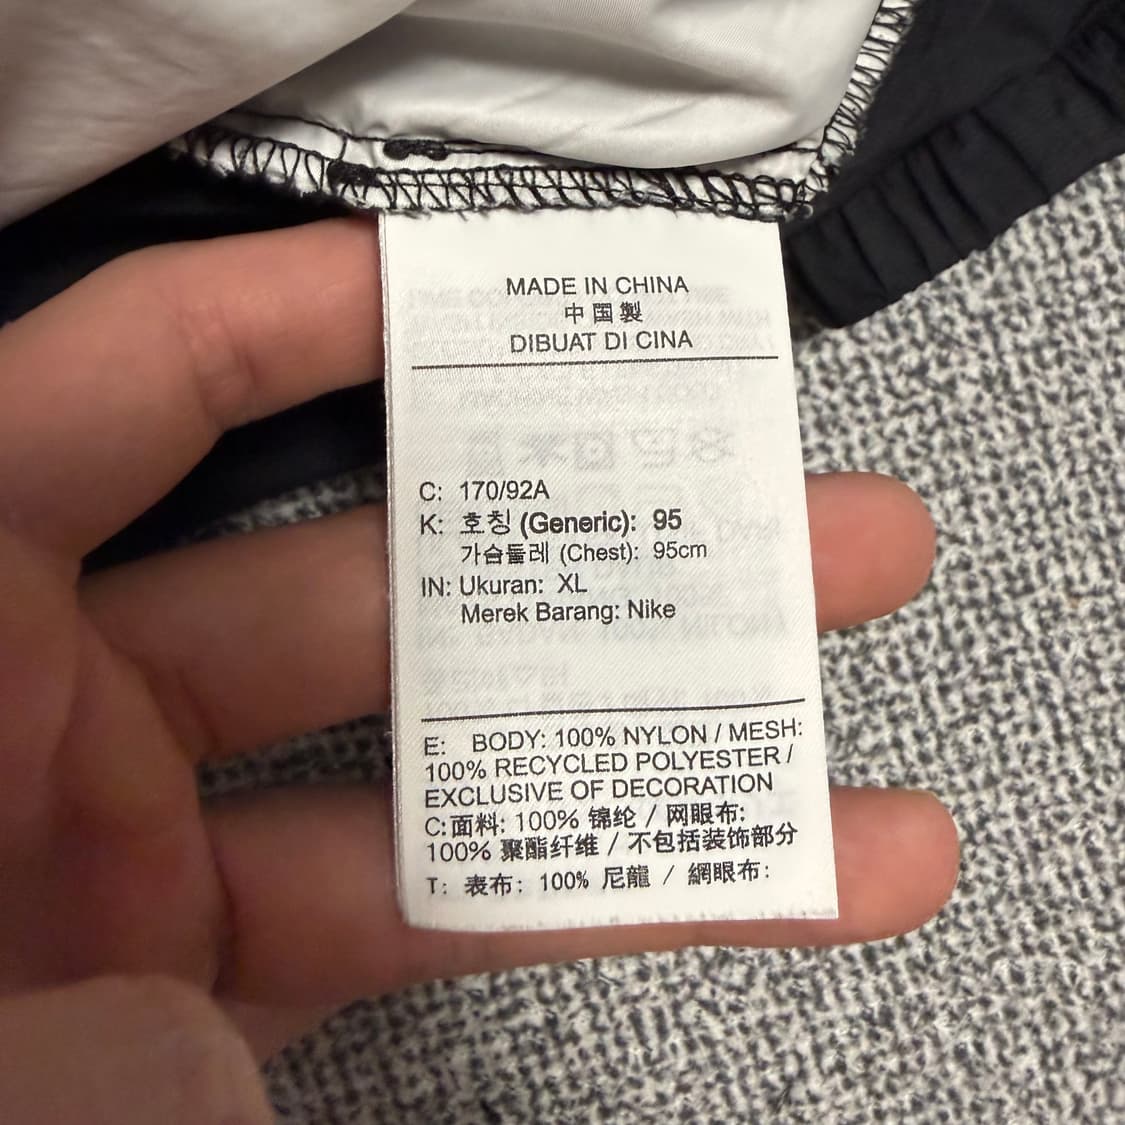 MADE IN CHINA
中国製
DIBUAT DI CINA
C: 170/92A
K: 호칭 (Generic): 95
가슴둘레 (Chest): 95cm
IN: Ukuran: XL
Merek Barang: Nike
E: BODY: 100% NYLON / MESH:
100% RECYCLED POLYESTER /
EXCLUSIVE OF DECORATION
C:面料: 100% 锦纶 / 网眼布:
100% 聚酯纤维 / 不包括装饰部分
T: 表布: 100% 尼龍 / 網眼布: